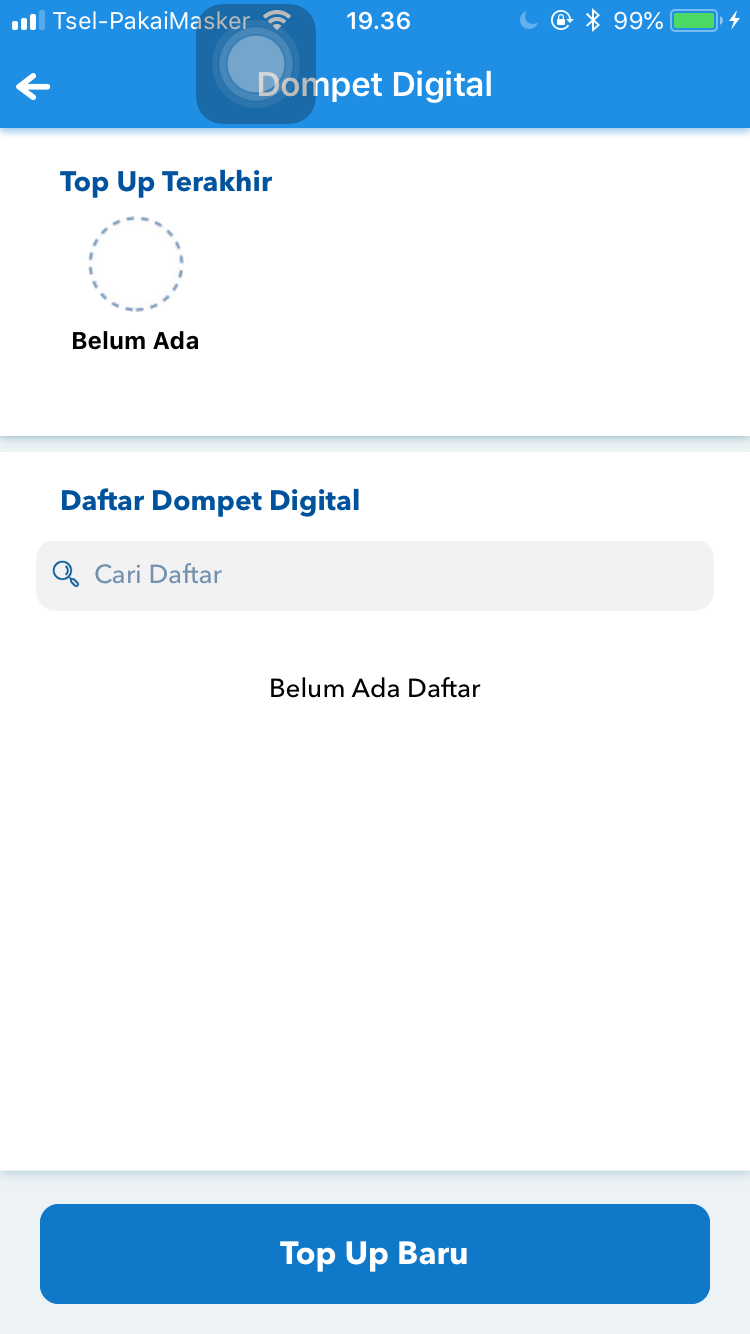 Tsel-PakaiMasker 19.36 99%
Dompet Digital
Top Up Terakhir
Belum Ada
Daftar Dompet Digital
Cari Daftar
Belum Ada Daftar
Top Up Baru